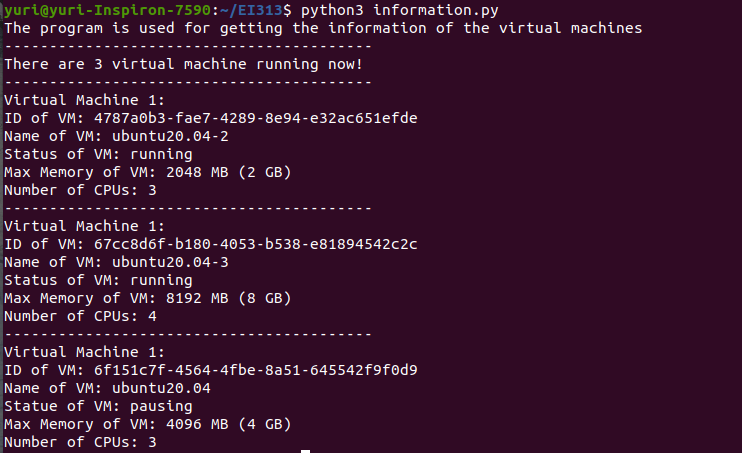 yuri@yuri-Inspiron-7590:~/EI313$ python3 information.py
The program is used for getting the information of the virtual machines
-----------------------------------------
There are 3 virtual machine running now!
-----------------------------------------
Virtual Machine 1:
ID of VM: 4787a0b3-fae7-4289-8e94-e32ac651efde
Name of VM: ubuntu20.04-2
Status of VM: running
Max Memory of VM: 2048 MB (2 GB)
Number of CPUs: 3
-----------------------------------------
Virtual Machine 1:
ID of VM: 67cc8d6f-b180-4053-b538-e81894542c2c
Name of VM: ubuntu20.04-3
Status of VM: running
Max Memory of VM: 8192 MB (8 GB)
Number of CPUs: 4
-----------------------------------------
Virtual Machine 1:
ID of VM: 6f151c7f-4564-4fbe-8a51-645542f9f0d9
Name of VM: ubuntu20.04
Statue of VM: pausing
Max Memory of VM: 4096 MB (4 GB)
Number of CPUs: 3